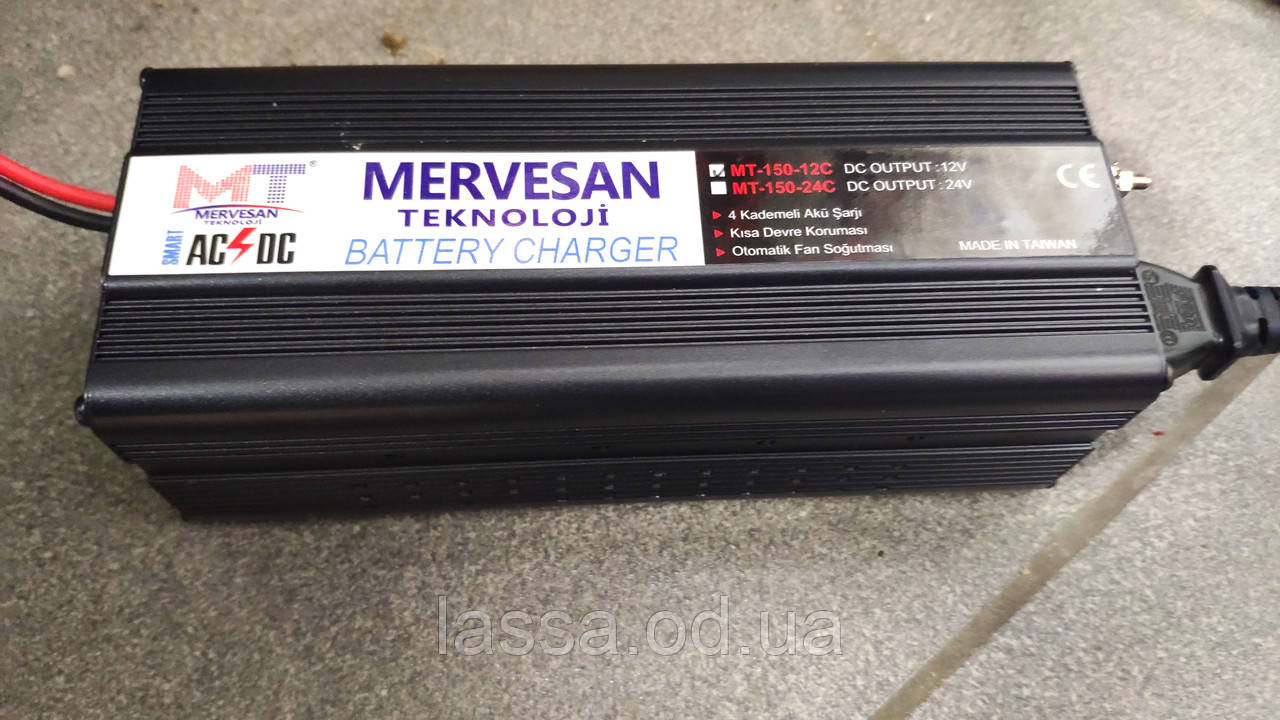 MT®
MERVESAN
TEKNOLOJİ
SMART
AC DC
MERVESAN
TEKNOLOJİ
BATTERY CHARGER
MT-150-12C DC OUTPUT :12V
MT-150-24C DC OUTPUT :24V
4 Kademeli Akü Şarjı
Kısa Devre Koruması
Otomatik Fan Soğutması
CE
MADE IN TAIWAN
lassa.od.ua